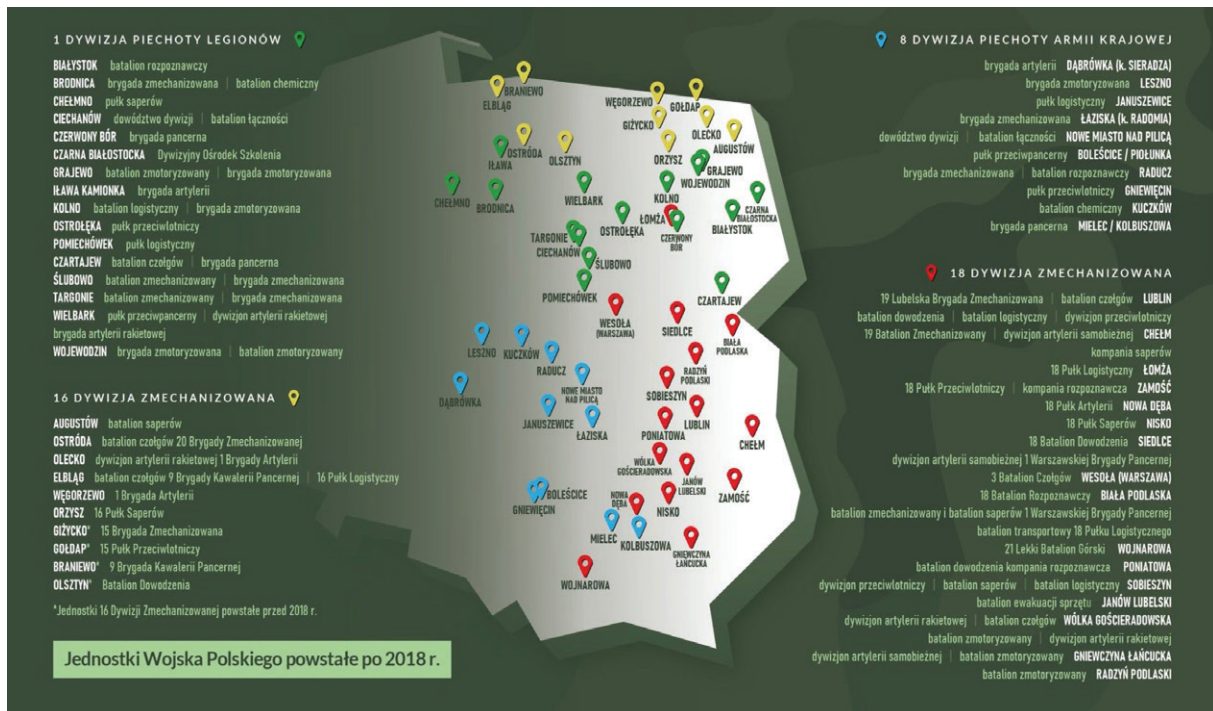 1 DYWIZJA PIECHOTY LEGIONÓW
BIAŁYSTOK batalion rozpoznawczy
BRODNICA brygada zmechanizowana | batalion chemiczny
CHEŁMNO pułk saperów
CIECHANÓW dowództwo dywizji | batalion łączności
CZERWONY BÓR brygada pancerna
CZARNA BIAŁOSTOCKA Dywizyjny Ośrodek Szkolenia
GRAJEWO batalion zmotoryzowany | brygada zmotoryzowana
IŁAWA KAMIONKA brygada artylerii
KOLNO batalion logistyczny | brygada zmotoryzowana
OSTROŁĘKA pułk przeciwlotniczy
POMIECHÓWEK pułk logistyczny
CZARTAJEW batalion czołgów | brygada pancerna
ŚLUBOWO batalion zmechanizowany | brygada zmechanizowana
TARGONIE batalion zmechanizowany | brygada zmechanizowana
WIELBARK pułk przeciwpancerny | dywizjon artylerii rakietowej
brygada artylerii rakietowej
WOJEWODZIN brygada zmotoryzowana | batalion zmotoryzowany
16 DYWIZJA ZMECHANIZOWANA
AUGUSTÓW batalion saperów
OSTRÓDA batalion czołgów 20 Brygady Zmechanizowanej
OLECKO dywizjon artylerii rakietowej 1 Brygady Artylerii
ELBLĄG batalion czołgów 9 Brygady Kawalerii Pancernej | 16 Pułk Logistyczny
WĘGORZEWO 1 Brygada Artylerii
ORZYSZ 16 Pułk Saperów
GIŻYCKO* 15 Brygada Zmechanizowana
GOŁDAP* 15 Pułk Przeciwlotniczy
BRANIEWO* 9 Brygada Kawalerii Pancernej
OLSZTYN* Batalion Dowodzenia
*Jednostki 16 Dywizji Zmechanizowanej powstałe przed 2018 r.
Jednostki Wojska Polskiego powstałe po 2018 r.
BRANIEWO
ELBLĄG
WĘGORZEWO
GOŁDAP
GIŻYCKO
OLECKO
AUGUSTÓW
OSTRÓDA
IŁAWA
OLSZTYN
ORZYSZ
GRAJEWO
WOJEWODZIN
CHEŁMNO
BRODNICA
WIELBARK
KOLNO
CZARNA
BIAŁOSTOCKA
ŁOMŻA
OSTROŁĘKA
BIAŁYSTOK
CZERWONY
BÓR
TARGONIE
CIECHANÓW
ŚLUBOWO
POMIECHÓWEK
CZARTAJEW
WESOŁA
(WARSZAWA)
SIEDLCE
BIAŁA
PODLASKA
LESZNO
KUCZKÓW
RADUCZ
RADZYŃ
PODLASKI
DĄBRÓWKA
NOWE MIASTO
NAD PILICĄ
SOBIESZYN
JANUSZEWICE
ŁAZISKA
LUBLIN
PONIATOWA
CHEŁM
WÓLKA
GOŚCIERADOWSKA
JANÓW
LUBELSKI
ZAMOŚĆ
BOLEŚCICE
GNIEWIĘCIN
NOWA
DĘBA
NISKO
MIELEC
KOLBUSZOWA
GNIEWCZYNA
ŁAŃCUCKA
WOJNAROWA
8 DYWIZJA PIECHOTY ARMII KRAJOWEJ
brygada artylerii DĄBRÓWKA (k. SIERADZA)
brygada zmotoryzowana LESZNO
pułk logistyczny JANUSZEWICE
brygada zmechanizowana ŁAZISKA (k. RADOMIA)
dowództwo dywizji | batalion łączności NOWE MIASTO NAD PILICĄ
pułk przeciwpancerny BOLEŚCICE / PIOŁUNKA
brygada zmechanizowana | batalion rozpoznawczy RADUCZ
pułk przeciwlotniczy GNIEWIĘCIN
batalion chemiczny KUCZKÓW
brygada pancerna MIELEC / KOLBUSZOWA
18 DYWIZJA ZMECHANIZOWANA
19 Lubelska Brygada Zmechanizowana | batalion czołgów LUBLIN
batalion dowodzenia | batalion logistyczny | dywizjon przeciwlotniczy
19 Batalion Zmechanizowany | dywizjon artylerii samobieżnej CHEŁM
kompania saperów
18 Pułk Logistyczny ŁOMŻA
18 Pułk Przeciwlotniczy | kompania rozpoznawcza ZAMOŚĆ
18 Pułk Artylerii NOWA DĘBA
18 Pułk Saperów NISKO
18 Batalion Dowodzenia SIEDLCE
dywizjon artylerii samobieżnej 1 Warszawskiej Brygady Pancernej
3 Batalion Czołgów WESOŁA (WARSZAWA)
18 Batalion Rozpoznawczy BIAŁA PODLASKA
batalion zmechanizowany i batalion saperów 1 Warszawskiej Brygady Pancernej
batalion transportowy 18 Pułku Logistycznego
21 Lekki Batalion Górski WOJNAROWA
batalion dowodzenia kompania rozpoznawcza PONIATOWA
dywizjon przeciwlotniczy | batalion saperów | batalion logistyczny SOBIESZYN
batalion ewakuacji sprzętu JANÓW LUBELSKI
dywizjon artylerii rakietowej | batalion czołgów WÓLKA GOŚCIERADOWSKA
batalion zmotoryzowany | dywizjon artylerii rakietowej
dywizjon artylerii samobieżnej | batalion zmotoryzowany GNIEWCZYNA ŁAŃCUCKA
batalion zmotoryzowany RADZYŃ PODLASKI